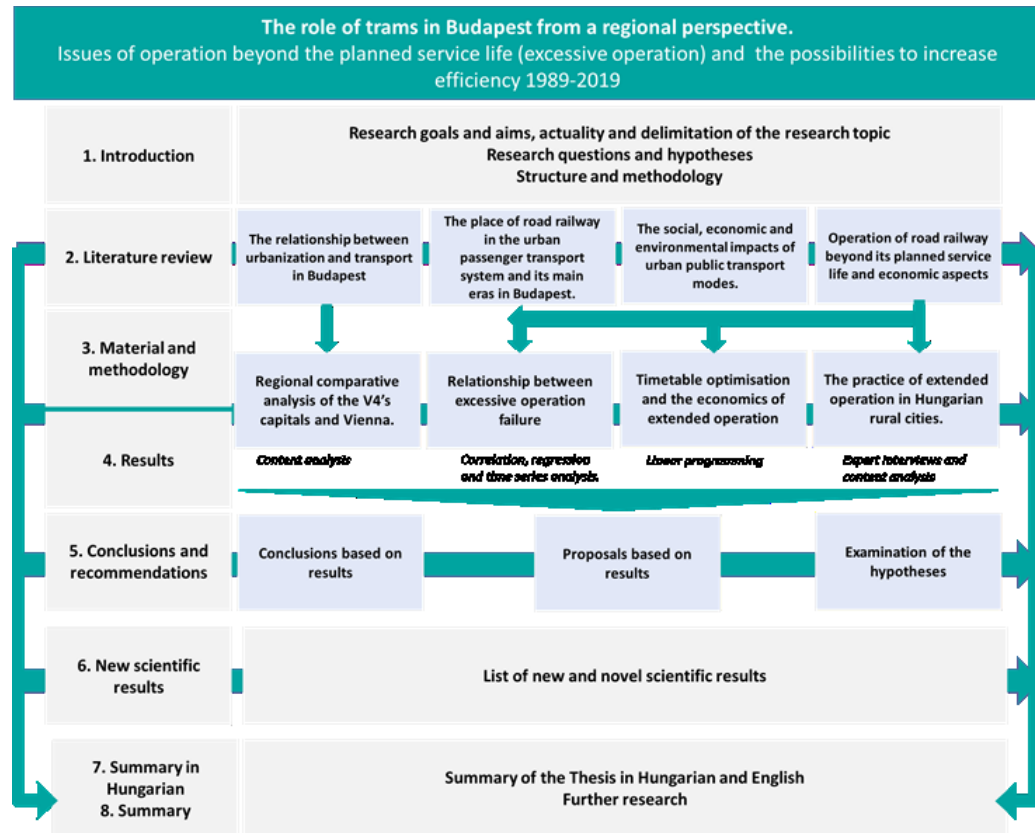 The role of trams in Budapest from a regional perspective.
Issues of operation beyond the planned service life (excessive operation) and the possibilities to increase
efficiency 1989-2019
1. Introduction
Research goals and aims, actuality and delimitation of the research topic
Research questions and hypotheses
Structure and methodology
2. Literature review
The relationship between
urbanization and transport
in Budapest
The place of road railway
in the urban
passenger transport
system and its main
eras in Budapest.
The social, economic and
environmental impacts of
urban public transport
modes.
Operation of road railway
beyond its planned service
life and economic aspects
3. Material and
methodology
4. Results
Regional comparative
analysis of the V4's
capitals and Vienna.
Relationship between
excessive operation
failure
Timetable optimisation
and the economics of
extended operation
The practice of extended
operation in Hungarian
rural cities.
Content analysis
Correlation, regression
and time series analysis.
Linear programming
Expert interviews and
content analysis
5. Conclusions and
recommendations
Conclusions based on
results
Proposals based on
results
Examination of the
hypotheses
6. New scientific
results
List of new and novel scientific results
7. Summary in
Hungarian
8. Summary
Summary of the Thesis in Hungarian and English
Further research